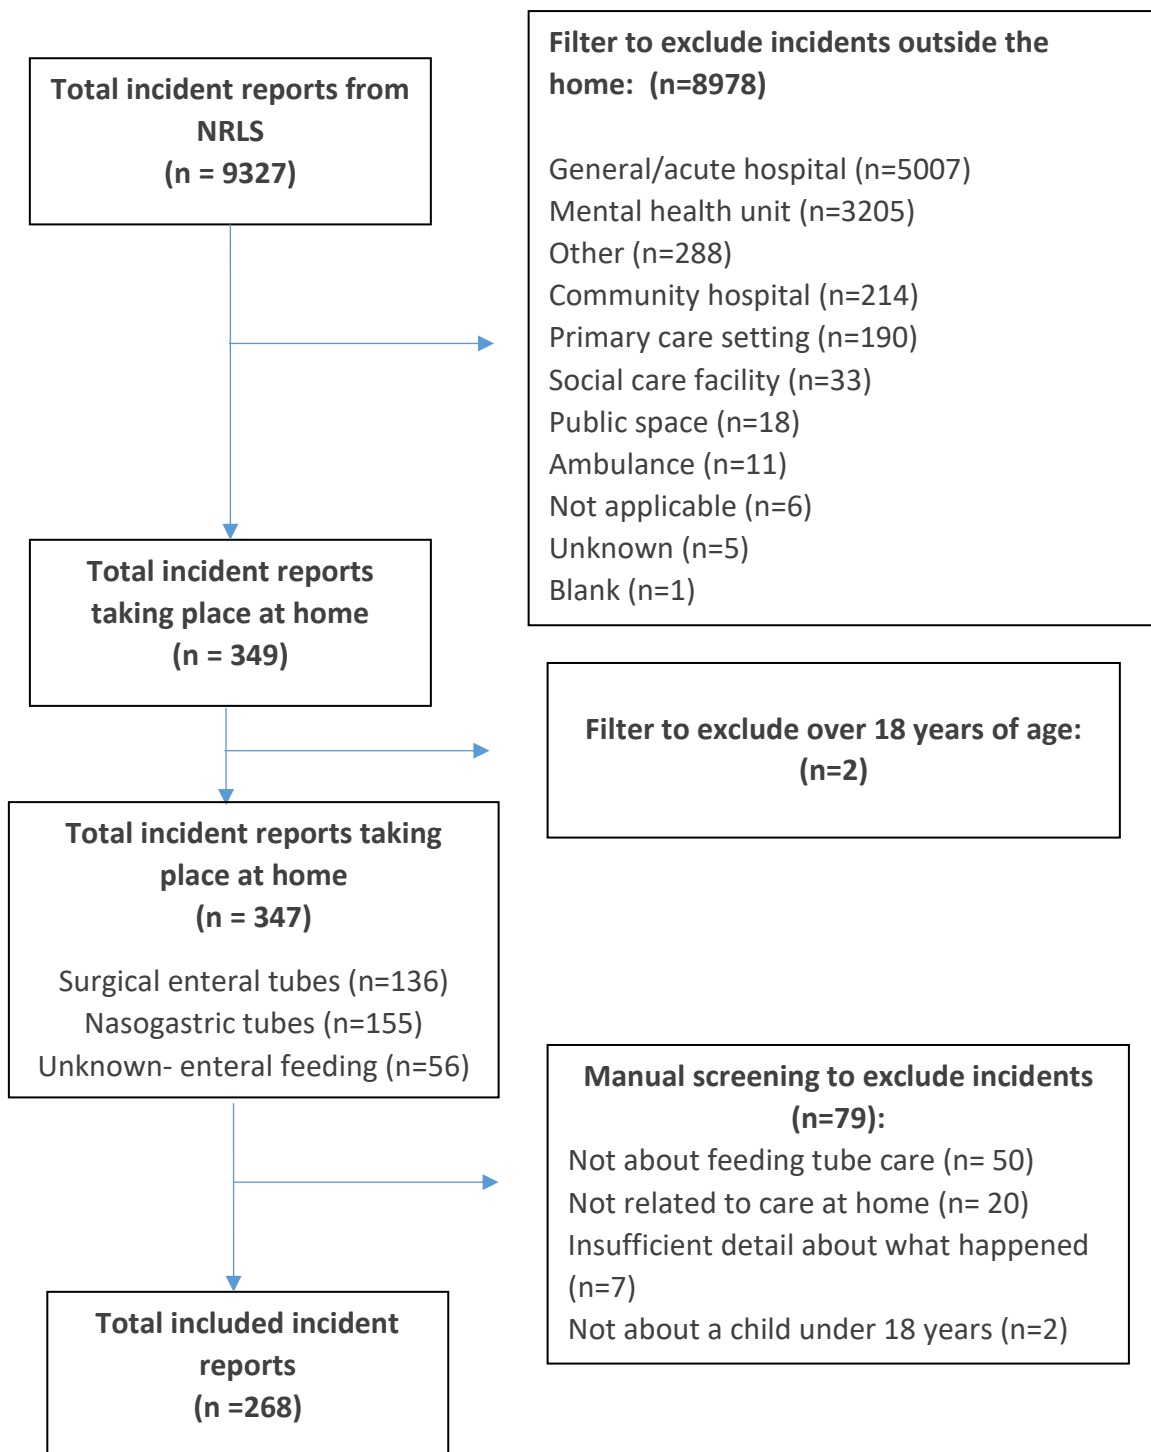 Total incident reports from
NRLS
(n = 9327)
Filter to exclude incidents outside the
home:  (n=8978)
General/acute hospital (n=5007)
Mental health unit (n=3205)
Other (n=288)
Community hospital (n=214)
Primary care setting (n=190)
Social care facility (n=33)
Public space (n=18)
Ambulance (n=11)
Not applicable (n=6)
Unknown (n=5)
Blank (n=1)
Total incident reports
taking place at home
(n = 349)
Filter to exclude over 18 years of age:
(n=2)
Total incident reports taking
place at home
(n = 347)
Surgical enteral tubes (n=136)
Nasogastric tubes (n=155)
Unknown- enteral feeding (n=56)
Manual screening to exclude incidents
(n=79):
Not about feeding tube care (n= 50)
Not related to care at home (n= 20)
Insufficient detail about what happened
(n=7)
Not about a child under 18 years (n=2)
Total included incident
reports
(n =268)